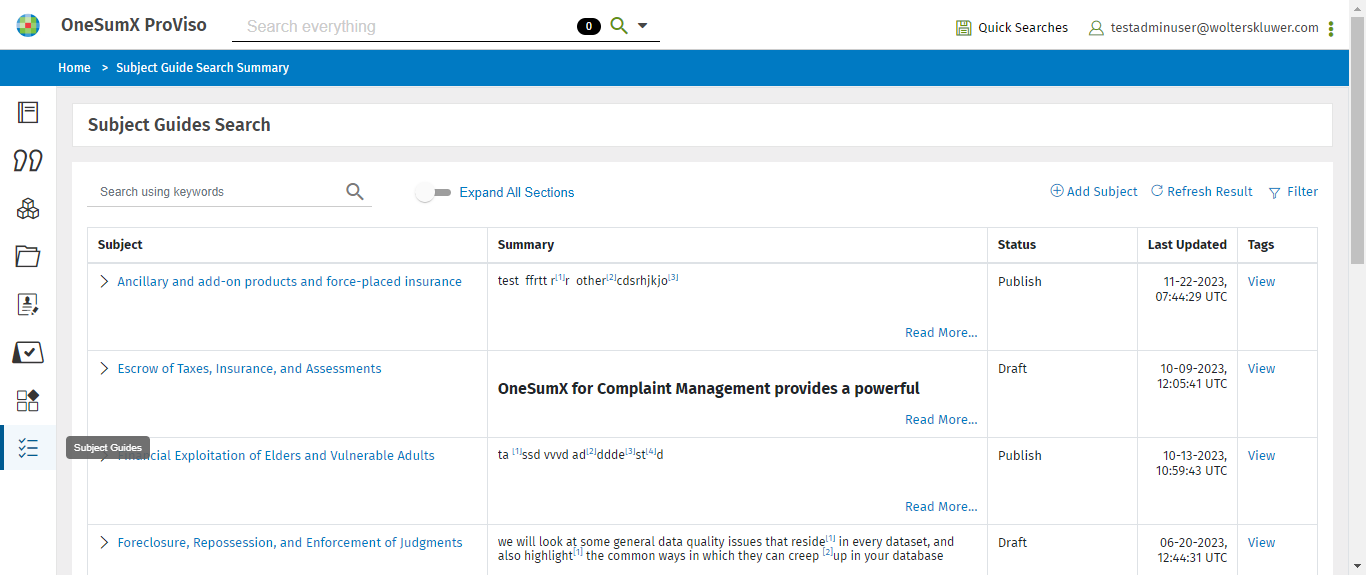 OneSumX ProViso
Search everything
0
Quick Searches
testadminuser@wolterskluwer.com
Home > Subject Guide Search Summary
Subject Guides Search
Search using keywords
Expand All Sections
Add Subject
Refresh Result
Filter
Subject Summary Status Last Updated Tags
Ancillary and add-on products and force-placed insurance
test ffrtt r[1]r other[2]cdsrhjkjo[3]
Read More...
Publish
11-22-2023,
07:44:29 UTC
View
Escrow of Taxes, Insurance, and Assessments
OneSumX for Complaint Management provides a powerful
Read More...
Draft
10-09-2023,
12:05:41 UTC
View
Subject Guides
Financial Exploitation of Elders and Vulnerable Adults
ta [1]ssd vvvd ad[2]ddde[3]st[4]d
Read More...
Publish
10-13-2023,
10:59:43 UTC
View
Foreclosure, Repossession, and Enforcement of Judgments
we will look at some general data quality issues that reside[1] in every dataset, and
also highlight[1] the common ways in which they can creep [2]up in your database
Draft
06-20-2023,
12:44:31 UTC
View